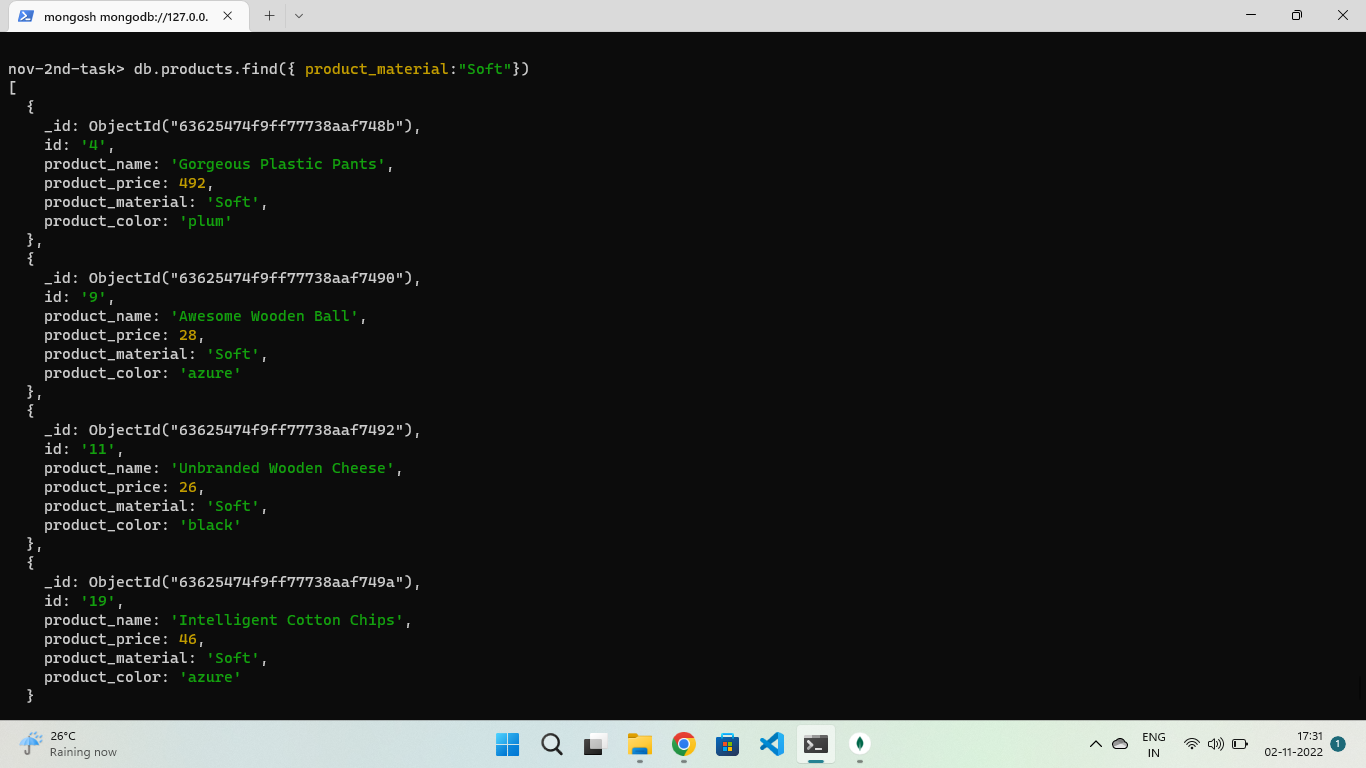 mongosh mongodb://127.0.0.
nov-2nd-task> db.products.find({ product_material:"Soft"})
[
  {
    _id: ObjectId("63625474f9ff77738aaf748b"),
    id: '4',
    product_name: 'Gorgeous Plastic Pants',
    product_price: 492,
    product_material: 'Soft',
    product_color: 'plum'
  },
  {
    _id: ObjectId("63625474f9ff77738aaf7490"),
    id: '9',
    product_name: 'Awesome Wooden Ball',
    product_price: 28,
    product_material: 'Soft',
    product_color: 'azure'
  },
  {
    _id: ObjectId("63625474f9ff77738aaf7492"),
    id: '11',
    product_name: 'Unbranded Wooden Cheese',
    product_price: 26,
    product_material: 'Soft',
    product_color: 'black'
  },
  {
    _id: ObjectId("63625474f9ff77738aaf749a"),
    id: '19',
    product_name: 'Intelligent Cotton Chips',
    product_price: 46,
    product_material: 'Soft',
    product_color: 'azure'
  }
26°C
Raining now
ENG
IN
17:31
02-11-2022
1